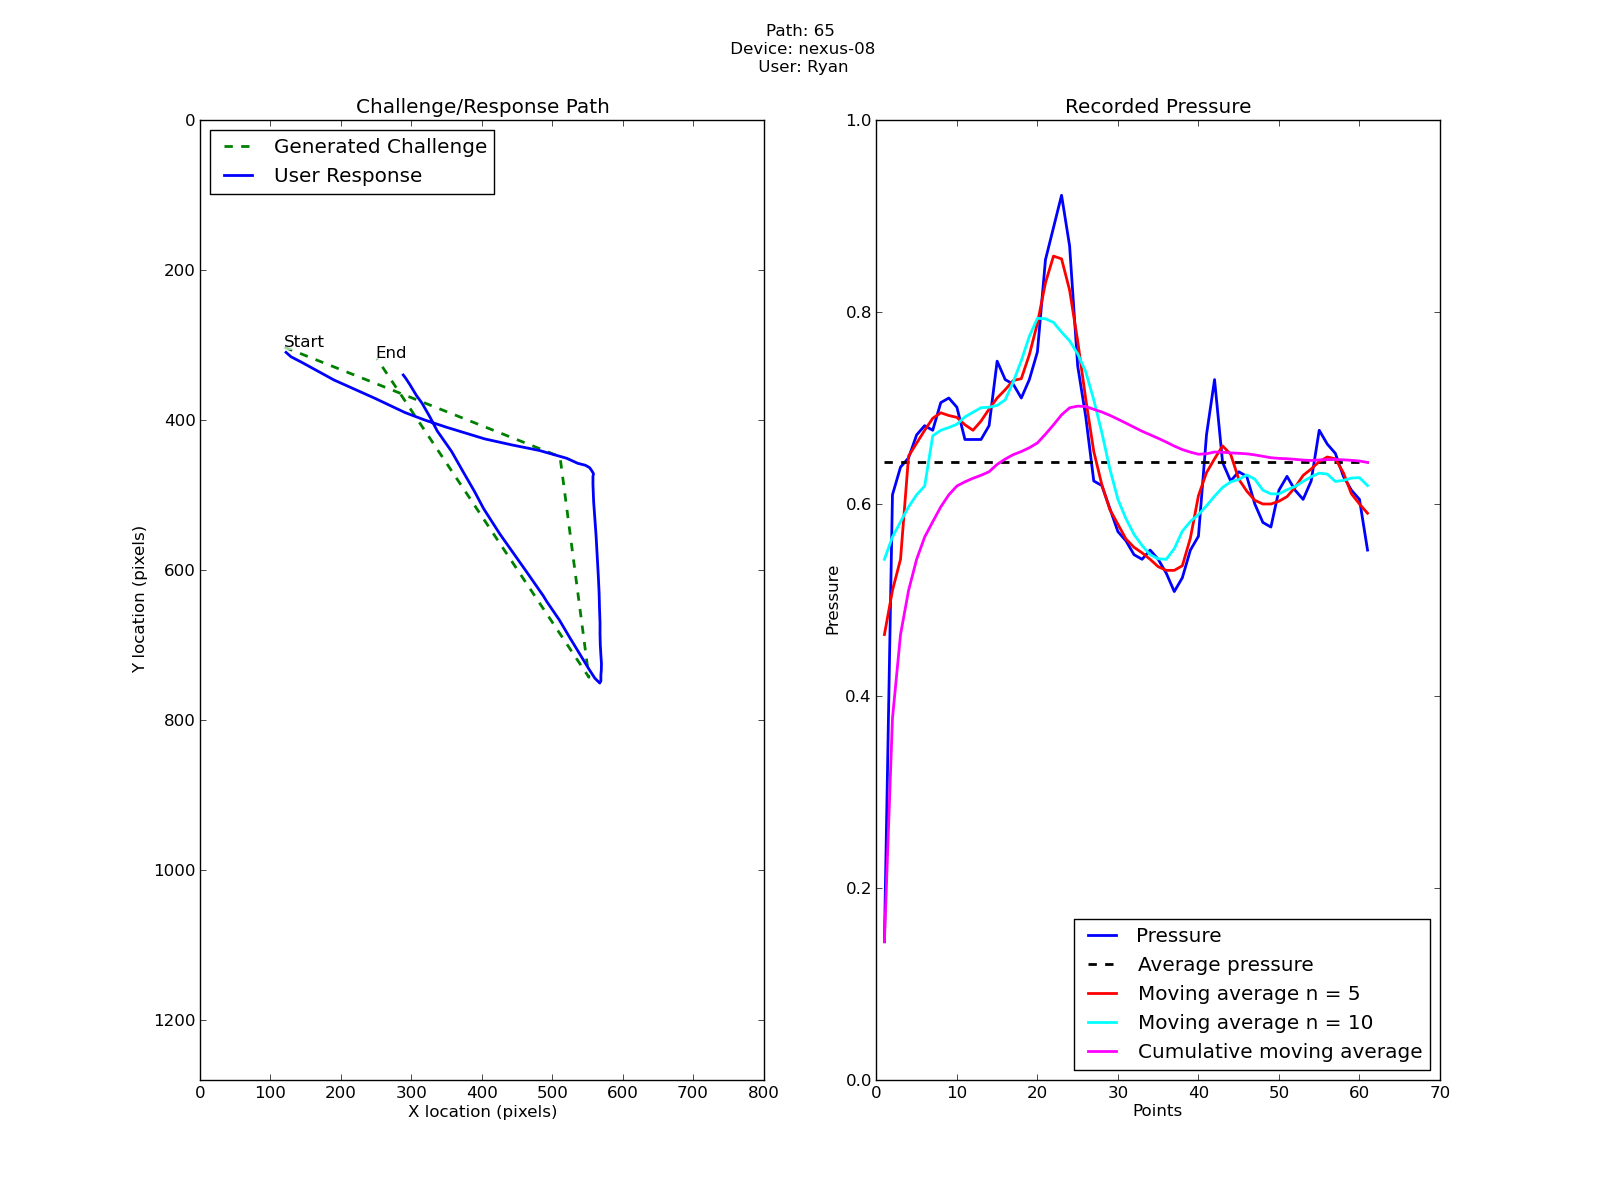 Path: 65
Device: nexus-08
User: Ryan
Challenge/Response Path
Generated Challenge
User Response
Start
End
0
200
400
600
800
1000
1200
Y location (pixels)
0 100 200 300 400 500 600 700 800
X location (pixels)
Recorded Pressure
1.0
0.8
0.6
0.4
0.2
0.0
Pressure
Pressure
Average pressure
Moving average n = 5
Moving average n = 10
Cumulative moving average
0 10 20 30 40 50 60 70
Points